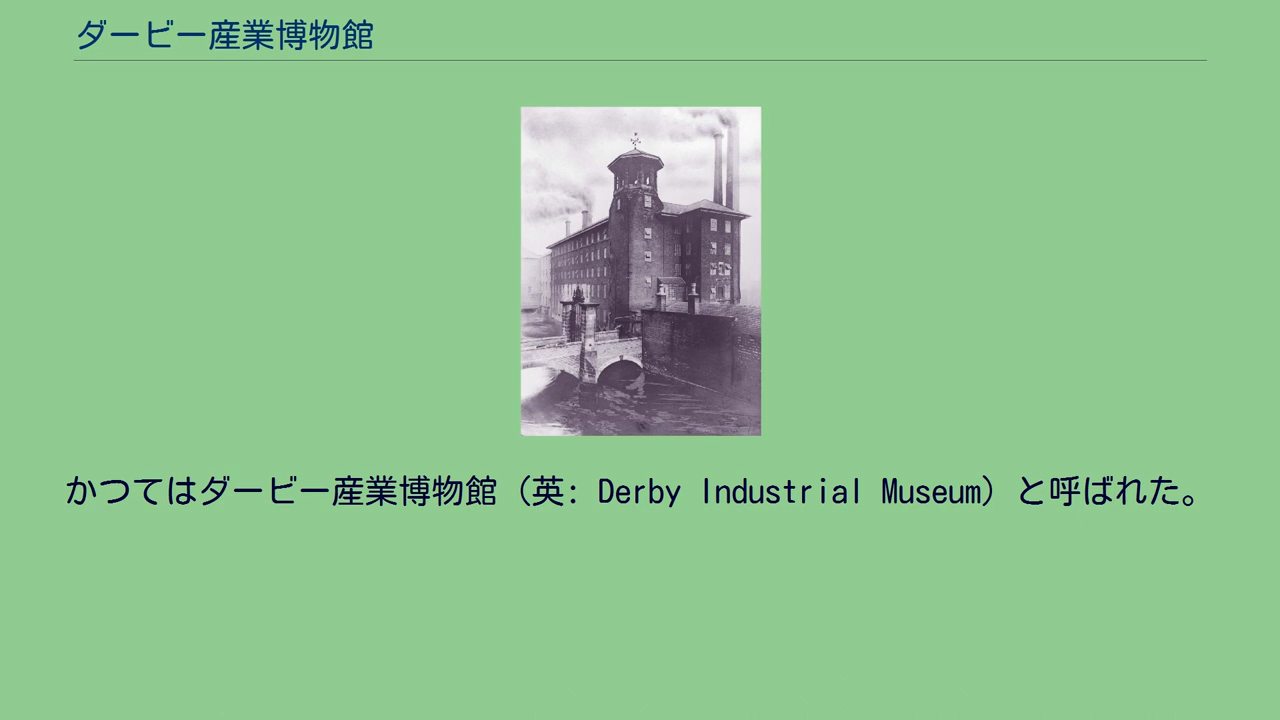 ダービー産業博物館
かつてはダービー産業博物館（英: Derby Industrial Museum）と呼ばれた。